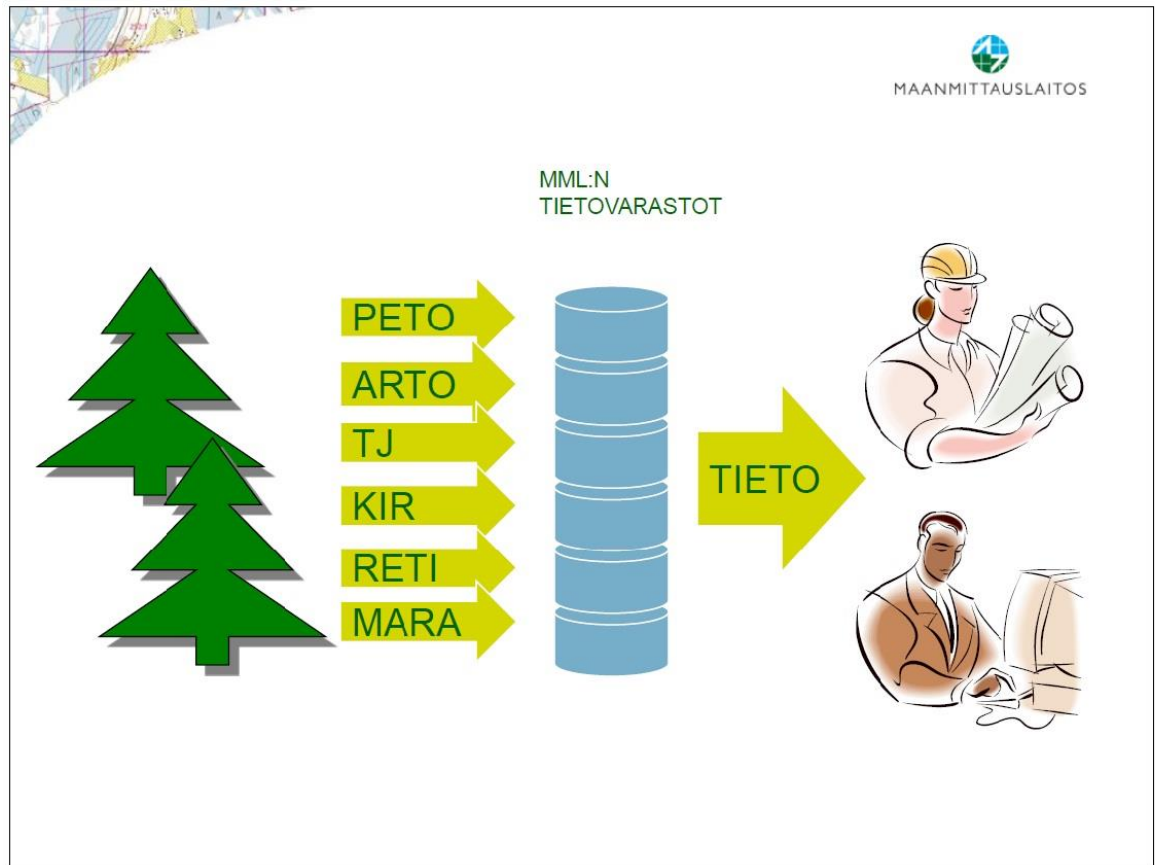 MAANMITTAUSLAITOS
MML:N
TIETOVARASTOT
PETO
ARTO
TJ
KIR
RETI
MARA
TIETO